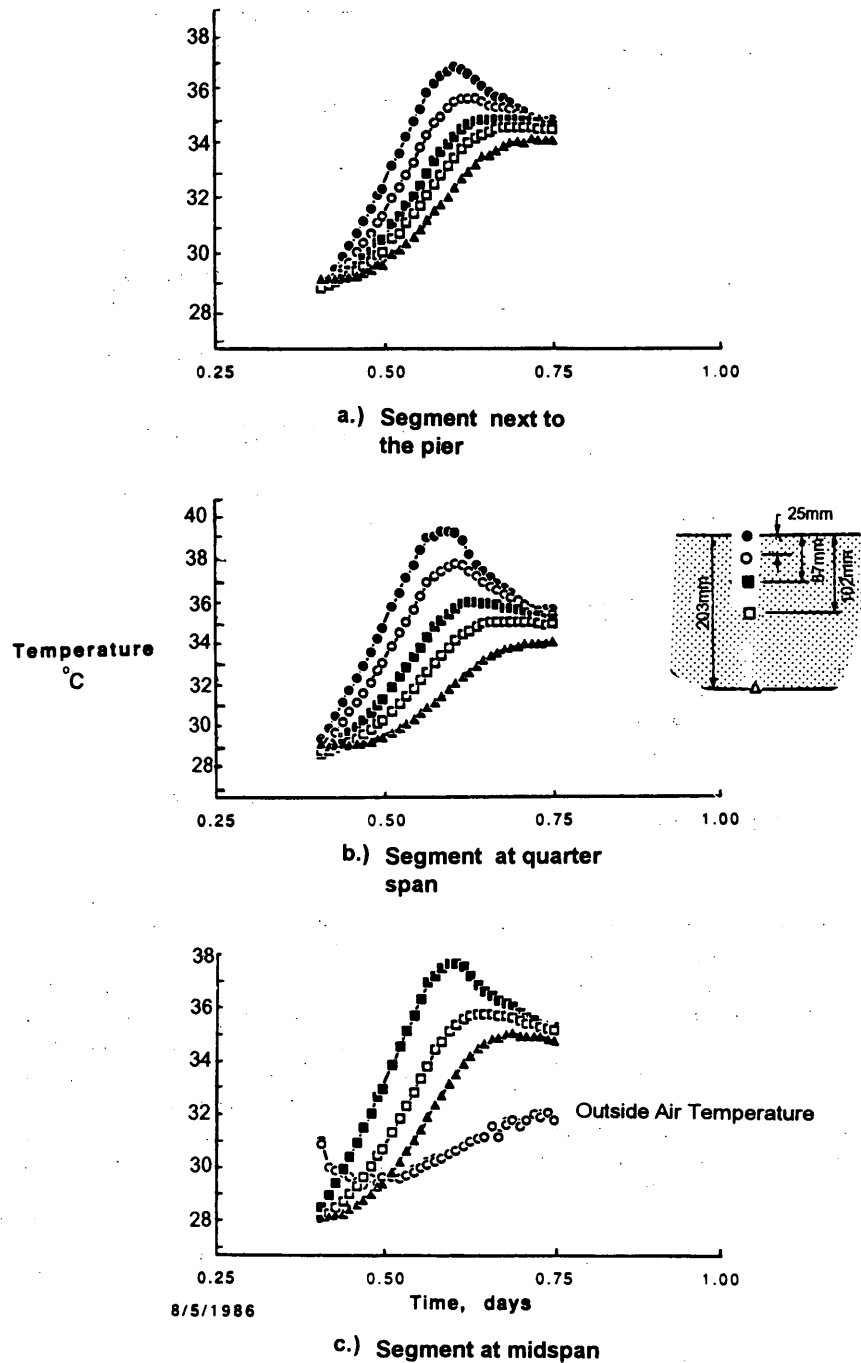 38
36
34
32
30
28
0.25 0.50 0.75 1.00
a.) Segment next to
the pier
40
38
36
34
32
30
28
Temperature
°C
0.25 0.50 0.75 1.00
25mm
67mm
102mm
203mm
b.) Segment at quarter
span
38
36
34
32
30
28
Outside Air Temperature
0.25 0.50 0.75 1.00
8/5/1986
Time, days
c.) Segment at midspan